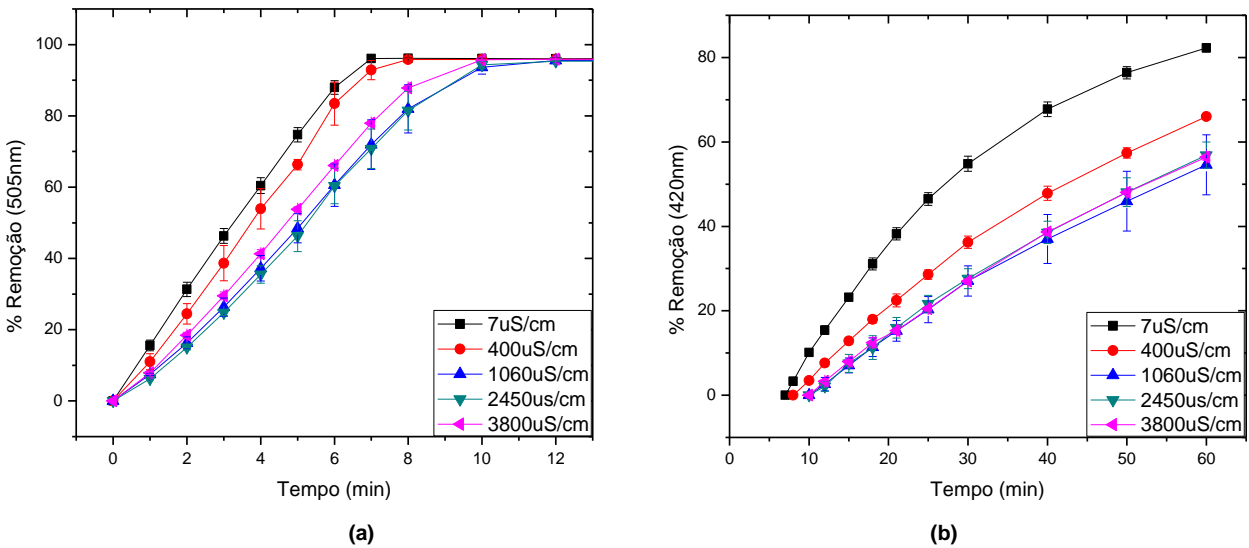 % Remoção (505nm)
100
80
60
40
20
0
0 2 4 6 8 10 12
Tempo (min)
7uS/cm
400uS/cm
1060uS/cm
2450us/cm
3800uS/cm
(a)
% Remoção (420nm)
80
60
40
20
0
0 10 20 30 40 50 60
Tempo (min)
7uS/cm
400uS/cm
1060uS/cm
2450uS/cm
3800uS/cm
(b)